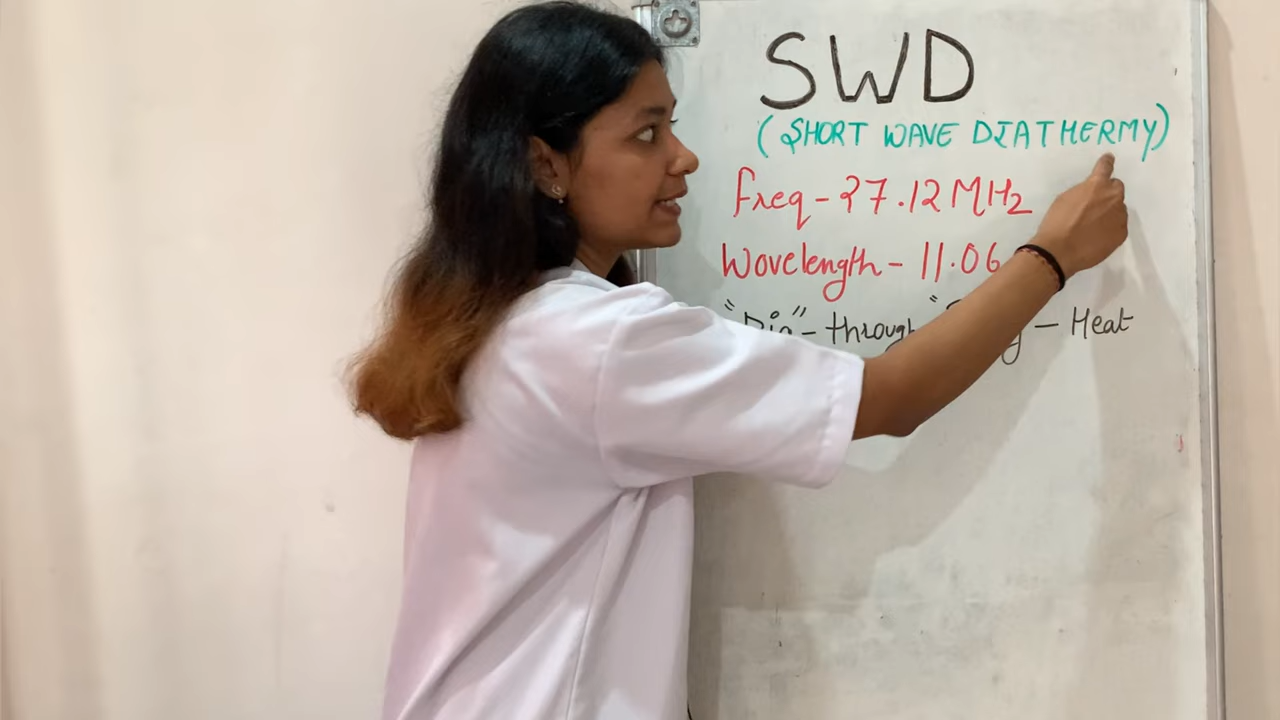 SWD
(SHORT WAVE DIATHERMY)
Freq - 27.12 MHz
Wavelength - 11.06
"Dia" - through - Heat